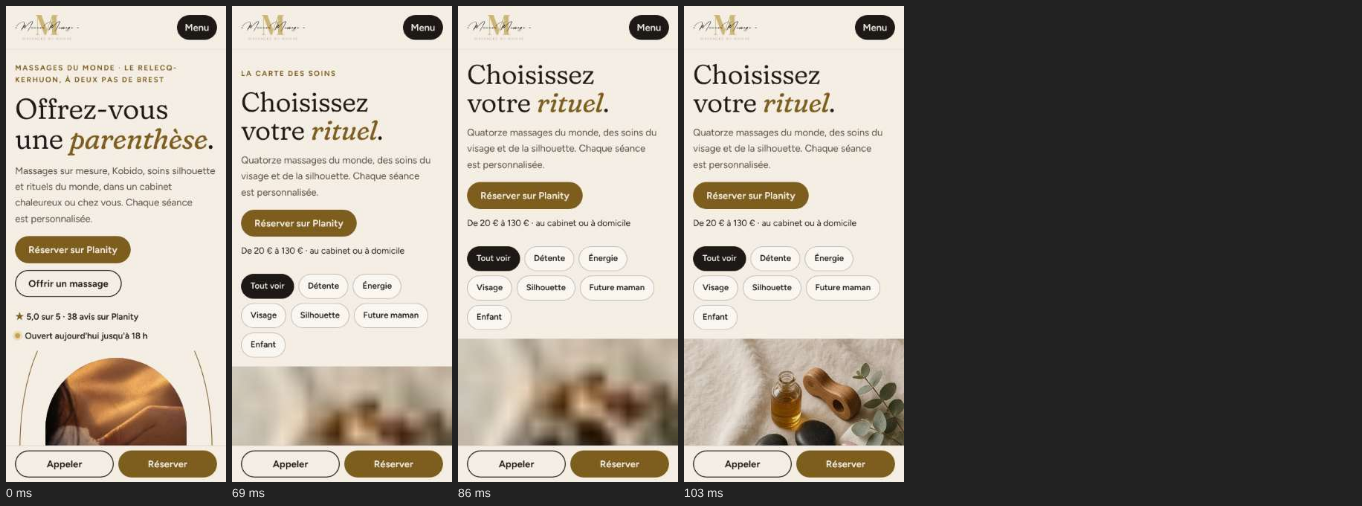 Menu
MASSAGES DU MONDE · LE RELECQ-
KERHUON, À DEUX PAS DE BREST
Offrez-vous
une parenthèse.
Massages sur mesure, Kobido, soins silhouette
et rituels du monde, dans un cabinet
chaleureux ou chez vous. Chaque séance
est personnalisée.
Réserver sur Planity
Offrir un massage
★ 5,0 sur 5 · 38 avis sur Planity
Ouvert aujourd'hui jusqu'à 18 h
Appeler
Réserver
0 ms
Menu
LA CARTE DES SOINS
Choisissez
votre rituel.
Quatorze massages du monde, des soins du
visage et de la silhouette. Chaque séance
est personnalisée.
Réserver sur Planity
De 20 € à 130 € · au cabinet ou à domicile
Tout voir
Détente
Énergie
Visage
Silhouette
Future maman
Enfant
Appeler
Réserver
69 ms
Menu
Choisissez
votre rituel.
Quatorze massages du monde, des soins du
visage et de la silhouette. Chaque séance
est personnalisée.
Réserver sur Planity
De 20 € à 130 € · au cabinet ou à domicile
Tout voir
Détente
Énergie
Visage
Silhouette
Future maman
Enfant
Appeler
Réserver
86 ms
Menu
Choisissez
votre rituel.
Quatorze massages du monde, des soins du
visage et de la silhouette. Chaque séance
est personnalisée.
Réserver sur Planity
De 20 € à 130 € · au cabinet ou à domicile
Tout voir
Détente
Énergie
Visage
Silhouette
Future maman
Enfant
Appeler
Réserver
103 ms